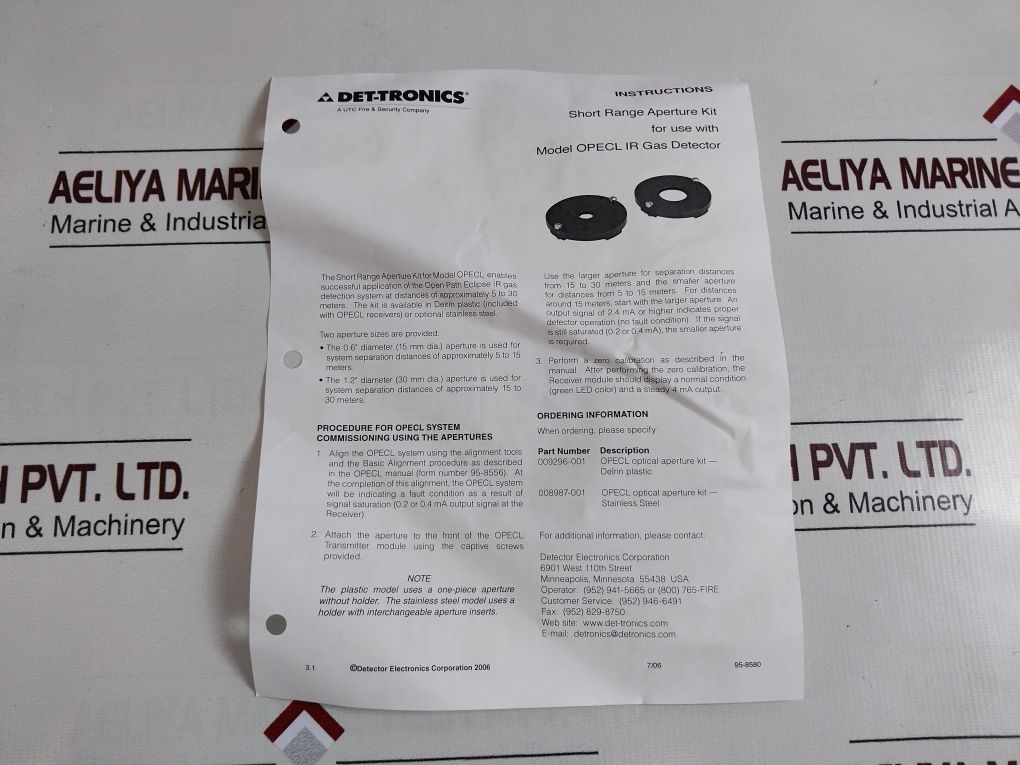 DET-TRONICS®
A UTC Fire & Security Company
INSTRUCTIONS
Short Range Aperture Kit
for use with
Model OPECL IR Gas Detector
The Short Range Aperture Kit for Model OPECL enables
successful application of the Open Path Eclipse IR gas
detection system at distances of approximately 5 to 30
meters. The kit is available in Delrin plastic (included
with OPECL receivers) or optional stainless steel.
Two aperture sizes are provided:
• The 0.6" diameter (15 mm dia.) aperture is used for
system separation distances of approximately 5 to 15
meters.
• The 1.2" diameter (30 mm dia.) aperture is used for
system separation distances of approximately 15 to
30 meters.
PROCEDURE FOR OPECL SYSTEM
COMMISSIONING USING THE APERTURES
1. Align the OPECL system using the alignment tools
and the Basic Alignment procedure as described
in the OPECL manual (form number 95-8556). At
the completion of this alignment, the OPECL system
will be indicating a fault condition as a result of
signal saturation (0.2 or 0.4 mA output signal at the
Receiver).
2. Attach the aperture to the front of the OPECL
Transmitter module using the captive screws
provided.
NOTE
The plastic model uses a one-piece aperture
without holder. The stainless steel model uses a
holder with interchangeable aperture inserts.
Use the larger aperture for separation distances
from 15 to 30 meters and the smaller aperture
for distances from 5 to 15 meters. For distances
around 15 meters, start with the larger aperture. An
output signal of 2.4 mA or higher indicates proper
detector operation (no fault condition). If the signal
is still saturated (0.2 or 0.4 mA), the smaller aperture
is required.
3. Perform a zero calibration as described in the
manual. After performing the zero calibration, the
Receiver module should display a normal condition
(green LED color) and a steady 4 mA output.
ORDERING INFORMATION
When ordering, please specify:
Part Number Description
009296-001 OPECL optical aperture kit —
Delrin plastic
008987-001 OPECL optical aperture kit —
Stainless Steel
For additional information, please contact:
Detector Electronics Corporation
6901 West 110th Street
Minneapolis, Minnesota 55438 USA
Operator: (952) 941-5665 or (800) 765-FIRE
Customer Service: (952) 946-6491
Fax: (952) 829-8750
Web site: www.det-tronics.com
E-mail: detronics@detronics.com
3.1 ©Detector Electronics Corporation 2006 7/06 95-8580
AELIYA MARI
Marine & Industria
AELIYA MARINE
Marine & Industrial A
H PVT. LTD.
on & Machinery
H PVT. LTD.
on & Machinery